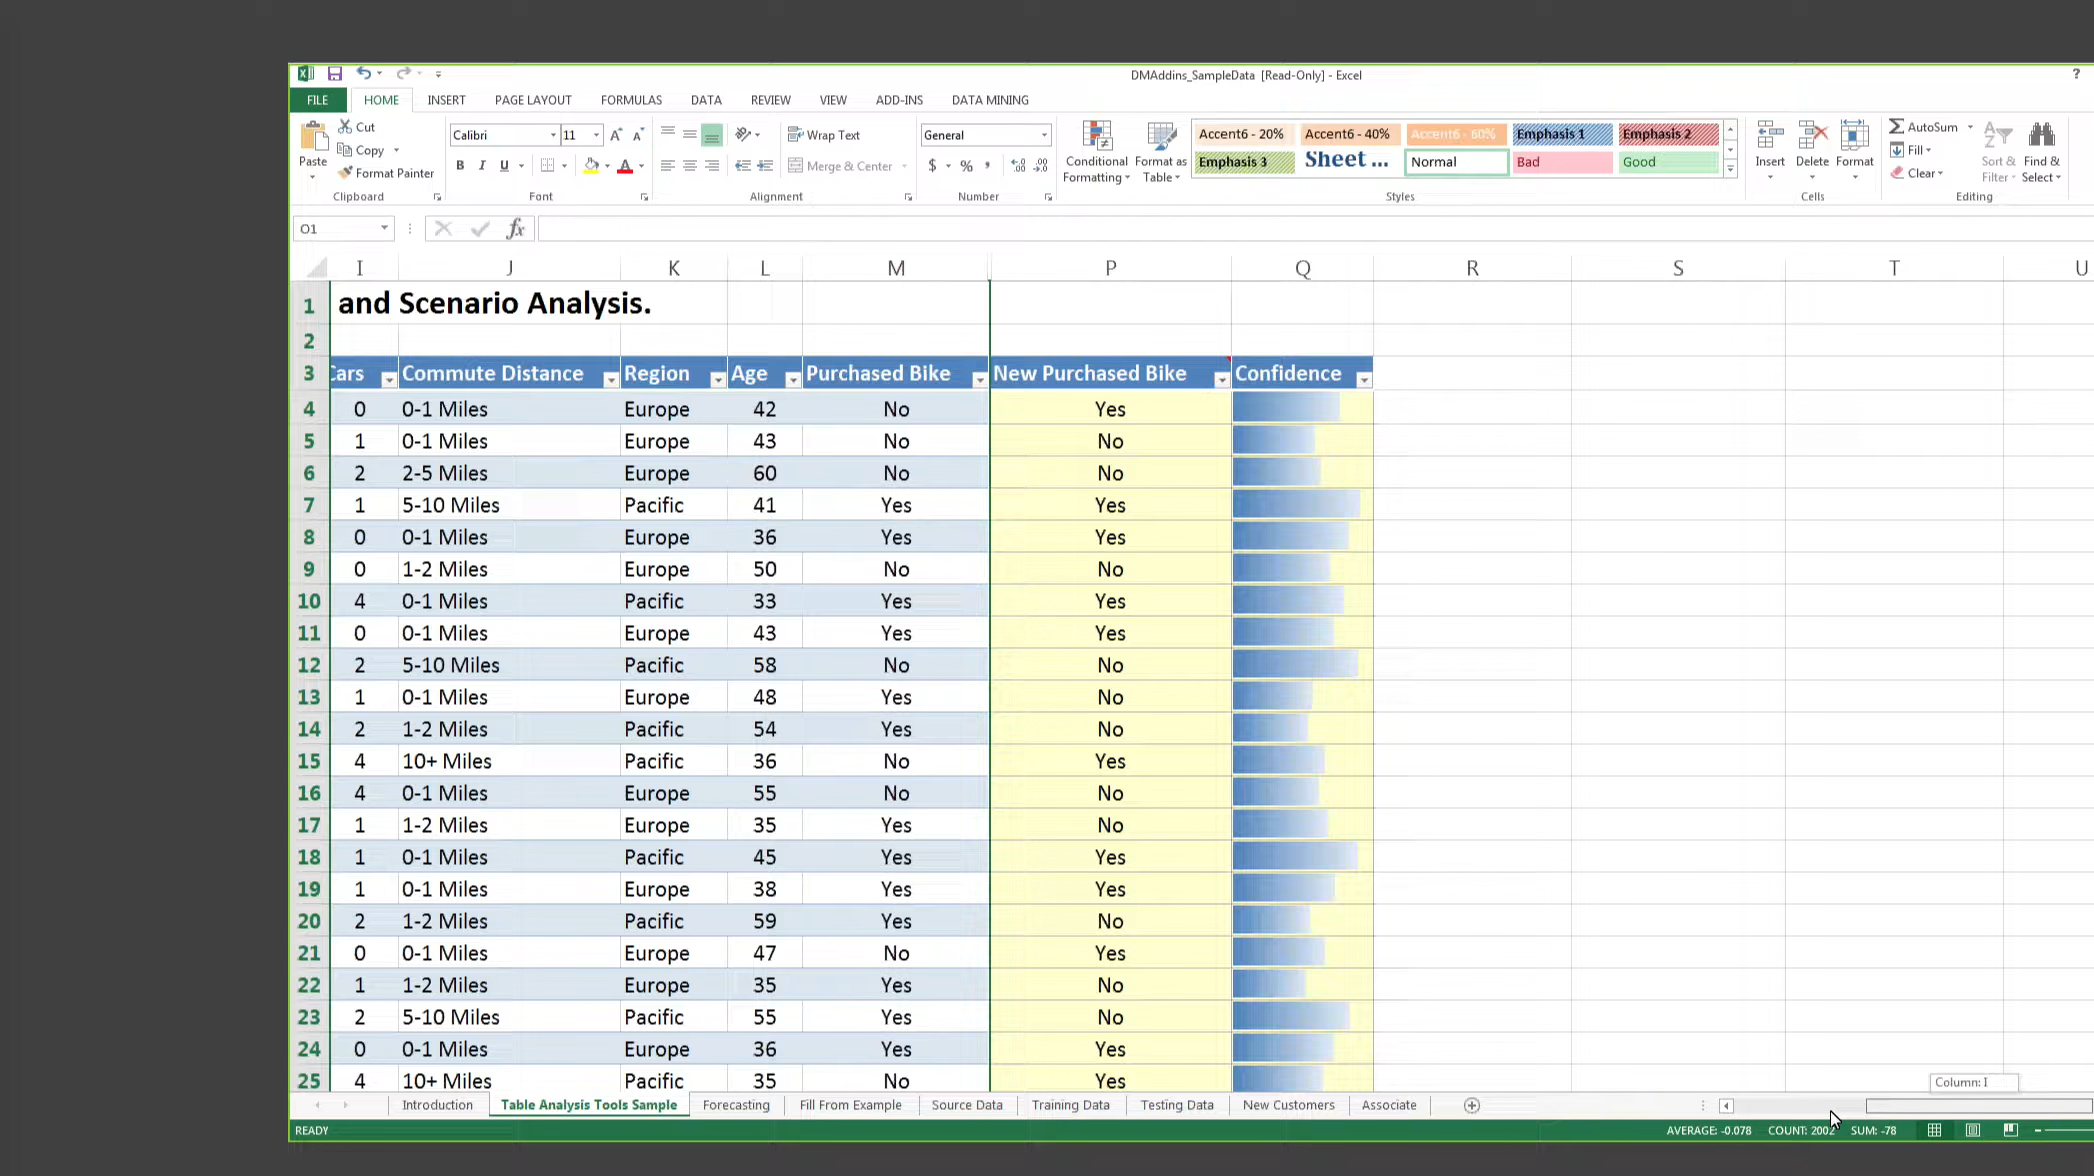 DMAddins_SampleData [Read-Only] - Excel
?
FILE HOME INSERT PAGE LAYOUT FORMULAS DATA REVIEW VIEW ADD-INS DATA MINING
Paste
Cut
Copy
Format Painter
Clipboard
Calibri 11
B I U
Font
Wrap Text
Merge & Center
Alignment
General
$ % ,
Number
Conditional Formatting
Format as Table
Accent6 - 20% Accent6 - 40% Accent6 - 60% Emphasis 1 Emphasis 2
Emphasis 3 Sheet ... Normal Bad Good
Styles
Insert Delete Format
Cells
AutoSum
Fill
Clear
Sort & Filter
Find & Select
Editing
O1 fx
I J K L M P Q R S T U
1 and Scenario Analysis.
2
3 Cars Commute Distance Region Age Purchased Bike New Purchased Bike Confidence
4 0 0-1 Miles Europe 42 No Yes
5 1 0-1 Miles Europe 43 No No
6 2 2-5 Miles Europe 60 No No
7 1 5-10 Miles Pacific 41 Yes Yes
8 0 0-1 Miles Europe 36 Yes Yes
9 0 1-2 Miles Europe 50 No No
10 4 0-1 Miles Pacific 33 Yes Yes
11 0 0-1 Miles Europe 43 Yes Yes
12 2 5-10 Miles Pacific 58 No No
13 1 0-1 Miles Europe 48 Yes No
14 2 1-2 Miles Pacific 54 Yes No
15 4 10+ Miles Pacific 36 No Yes
16 4 0-1 Miles Europe 55 No No
17 1 1-2 Miles Europe 35 Yes No
18 1 0-1 Miles Pacific 45 Yes Yes
19 1 0-1 Miles Europe 38 Yes Yes
20 2 1-2 Miles Pacific 59 Yes No
21 0 0-1 Miles Europe 47 No Yes
22 1 1-2 Miles Europe 35 Yes No
23 2 5-10 Miles Pacific 55 Yes No
24 0 0-1 Miles Europe 36 Yes Yes
25 4 10+ Miles Pacific 35 No Yes
Column: I
Introduction Table Analysis Tools Sample Forecasting Fill From Example Source Data Training Data Testing Data New Customers Associate
READY AVERAGE: -0.078 COUNT: 2002 SUM: -78